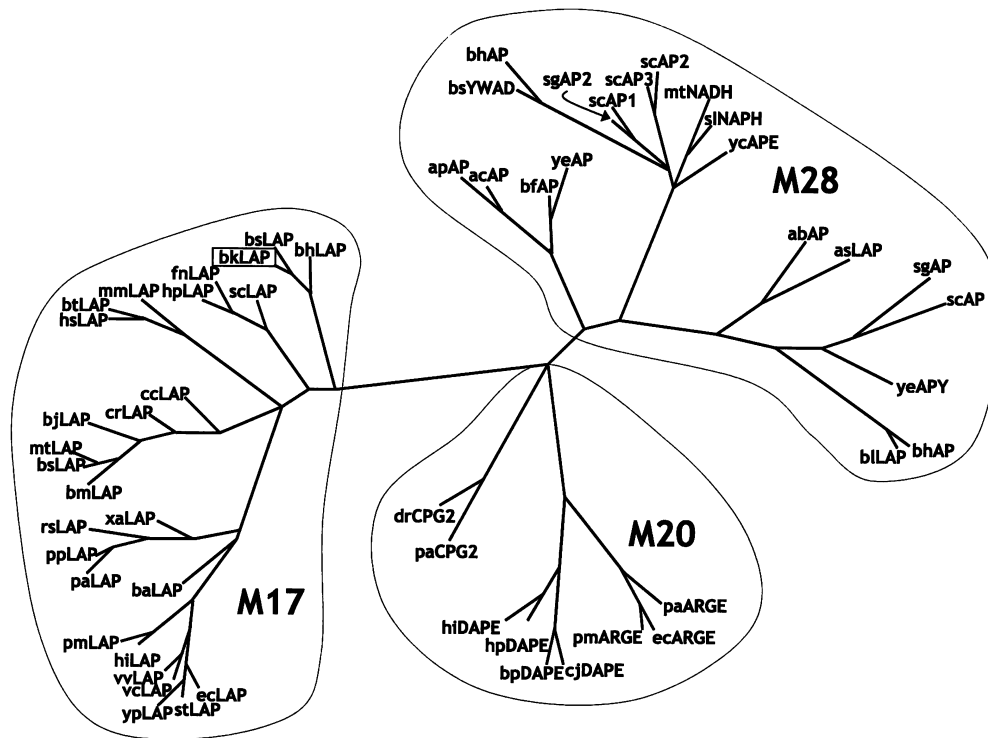 bhAP
bsYWAD
sgAP2
scAP1
scAP3
scAP2
mtNADH
slNAPH
ycAPE
M28
apAP
acAP
bfAP
yeAP
abAP
asLAP
sgAP
scAP
yeAPY
blLAP
bhAP
bsLAP
bkLAP
bhLAP
fnLAP
hpLAP
scLAP
mmLAP
btLAP
hsLAP
ccLAP
crLAP
bjLAP
mtLAP
bsLAP
bmLAP
xaLAP
rsLAP
ppLAP
paLAP
baLAP
M17
pmLAP
hiLAP
vvLAP
vcLAP
ecLAP
ypLAP
stLAP
drCPG2
paCPG2
M20
hiDAPE
hpDAPE
bpDAPE
cjDAPE
pmARGE
ecARGE
paARGE